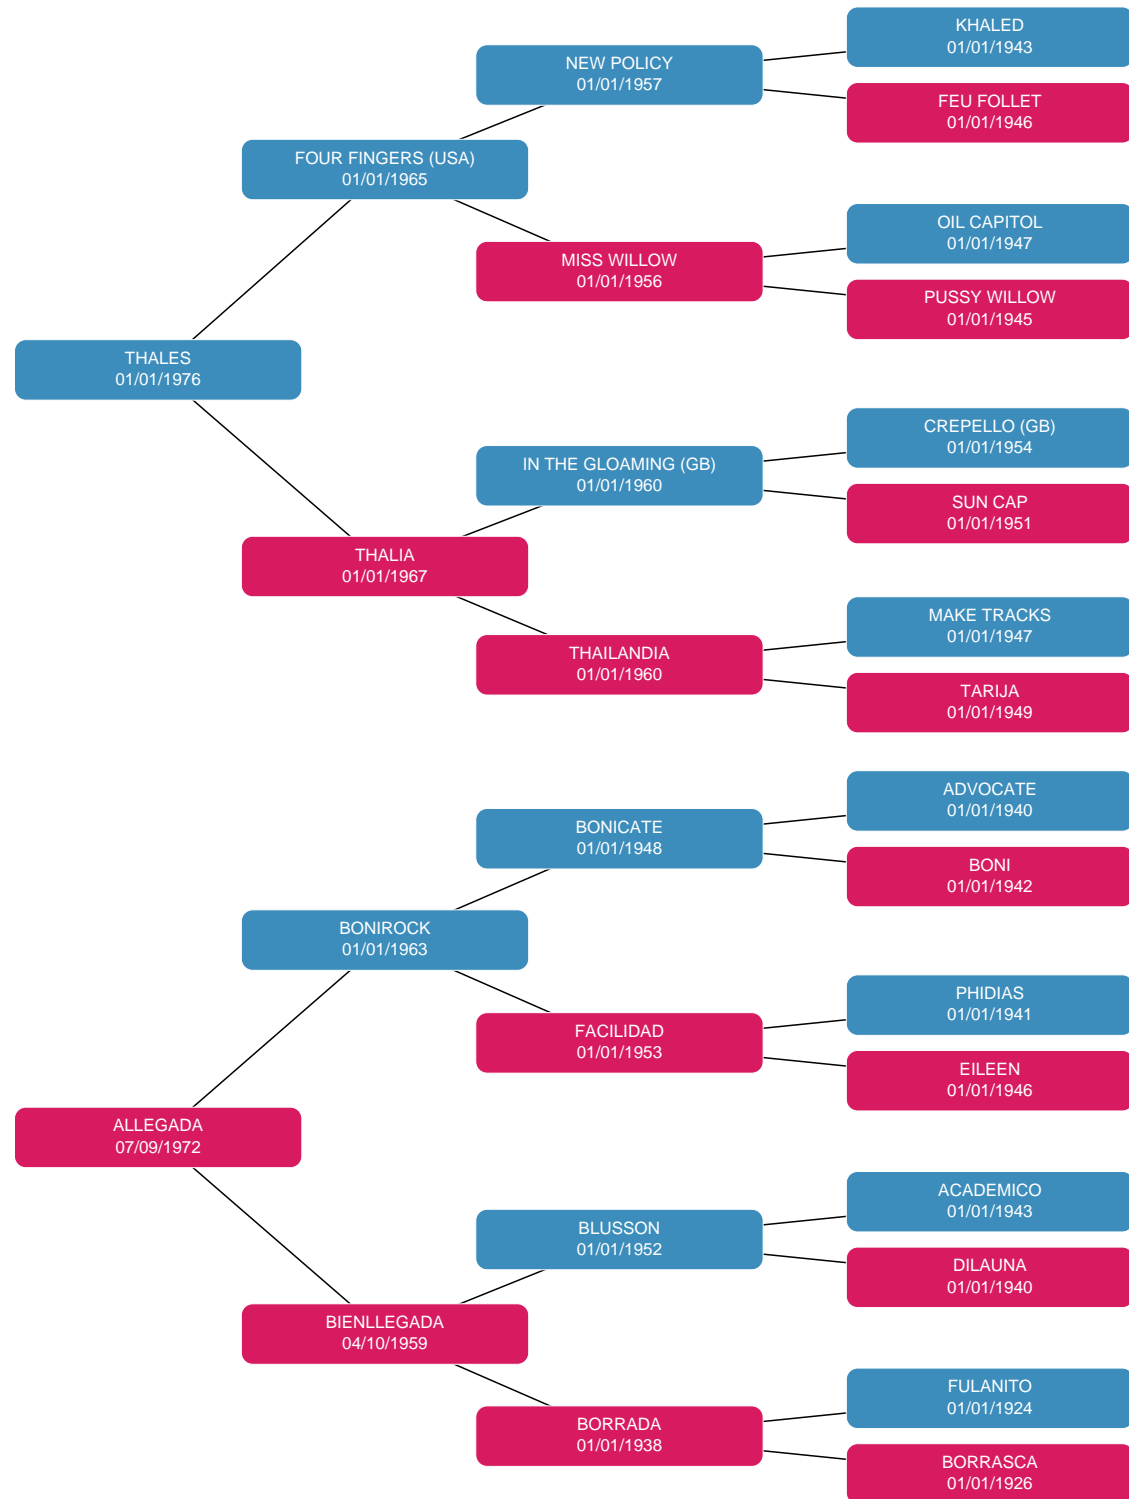 KHALED
01/01/1943
NEW POLICY
01/01/1957
FEU FOLLET
01/01/1946
FOUR FINGERS (USA)
01/01/1965
OIL CAPITOL
01/01/1947
MISS WILLOW
01/01/1956
PUSSY WILLOW
01/01/1945
THALES
01/01/1976
CREPELLO (GB)
01/01/1954
IN THE GLOAMING (GB)
01/01/1960
SUN CAP
01/01/1951
THALIA
01/01/1967
MAKE TRACKS
01/01/1947
THAILANDIA
01/01/1960
TARIJA
01/01/1949
ADVOCATE
01/01/1940
BONICATE
01/01/1948
BONI
01/01/1942
BONIROCK
01/01/1963
PHIDIAS
01/01/1941
FACILIDAD
01/01/1953
EILEEN
01/01/1946
ALLEGADA
07/09/1972
ACADEMICO
01/01/1943
BLUSSON
01/01/1952
DILAUNA
01/01/1940
BIENLLEGADA
04/10/1959
FULANITO
01/01/1924
BORRADA
01/01/1938
BORRASCA
01/01/1926